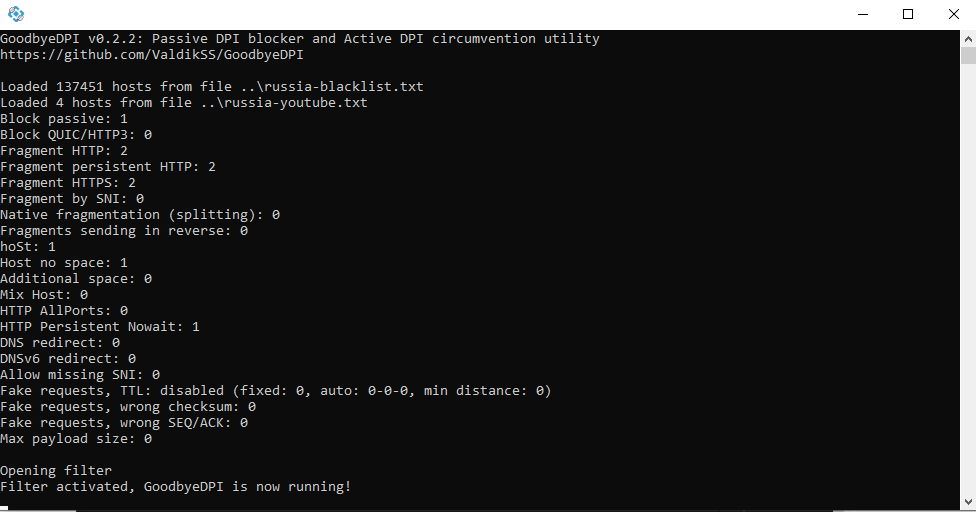 GoodbyeDPI v0.2.2: Passive DPI blocker and Active DPI circumvention utility
https://github.com/ValdikSS/GoodbyeDPI
Loaded 137451 hosts from file ..\russia-blacklist.txt
Loaded 4 hosts from file ..\russia-youtube.txt
Block passive: 1
Block QUIC/HTTP3: 0
Fragment HTTP: 2
Fragment persistent HTTP: 2
Fragment HTTPS: 2
Fragment by SNI: 0
Native fragmentation (splitting): 0
Fragments sending in reverse: 0
hoSt: 1
Host no space: 1
Additional space: 0
Mix Host: 0
HTTP AllPorts: 0
HTTP Persistent Nowait: 1
DNS redirect: 0
DNSv6 redirect: 0
Allow missing SNI: 0
Fake requests, TTL: disabled (fixed: 0, auto: 0-0-0, min distance: 0)
Fake requests, wrong checksum: 0
Fake requests, wrong SEQ/ACK: 0
Max payload size: 0
Opening filter
Filter activated, GoodbyeDPI is now running!